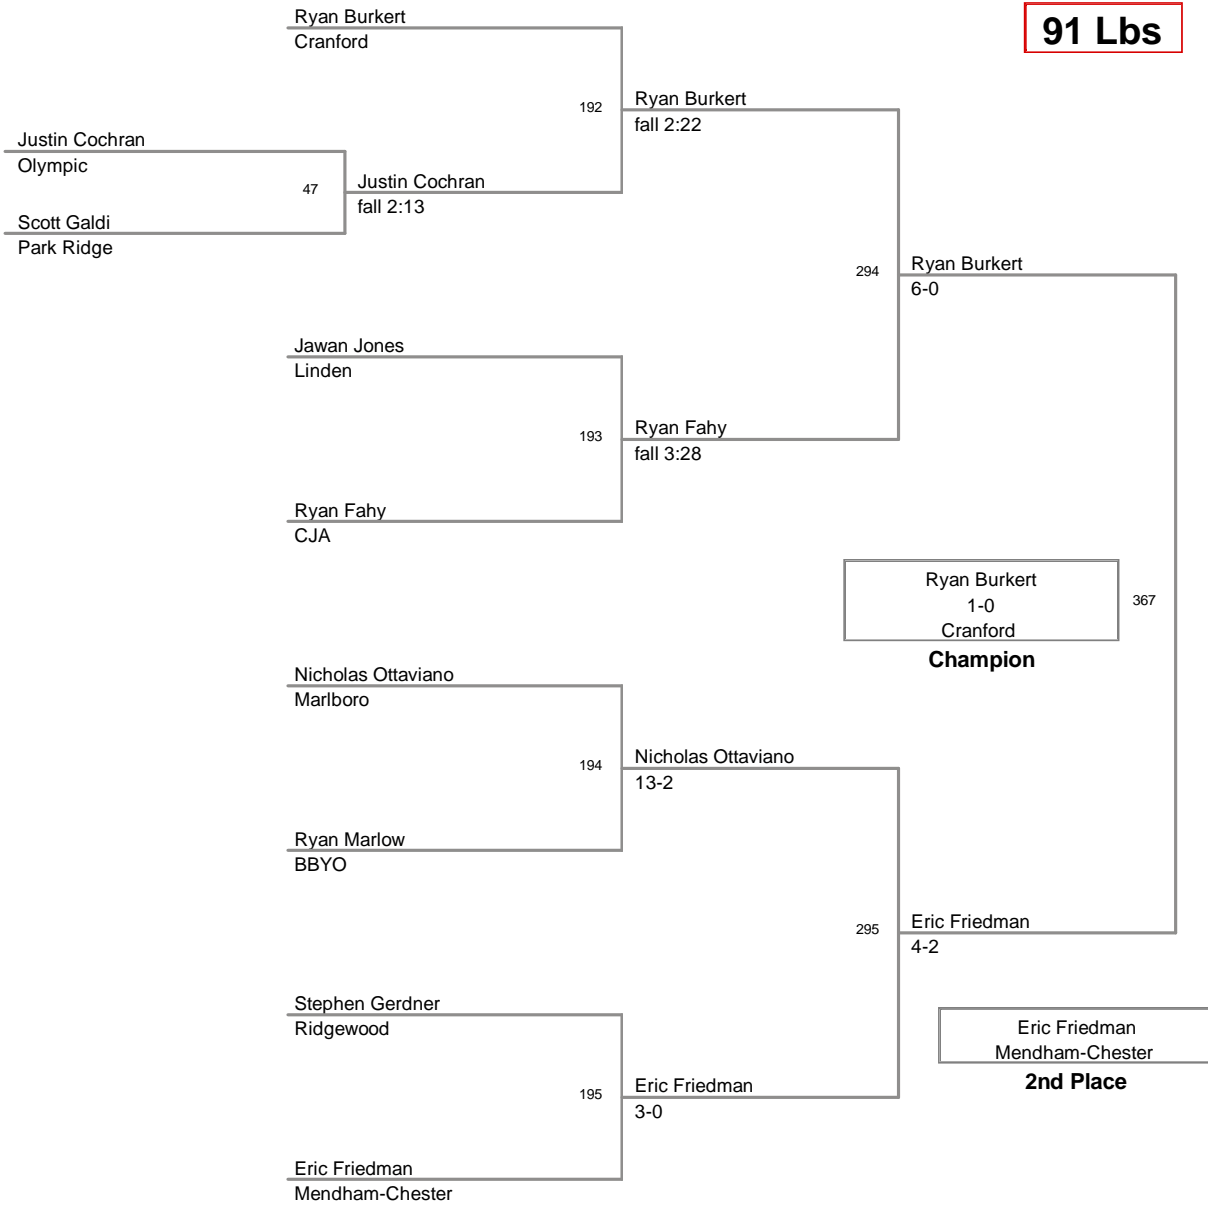 Ryan Burkert
Cranford
91 Lbs
192
Ryan Burkert
fall 2:22
Justin Cochran
Olympic
47
Justin Cochran
fall 2:13
Scott Galdi
Park Ridge
294
Ryan Burkert
6-0
Jawan Jones
Linden
193
Ryan Fahy
fall 3:28
Ryan Fahy
CJA
Ryan Burkert
1-0
Cranford
Champion
367
Nicholas Ottaviano
Marlboro
194
Nicholas Ottaviano
13-2
Ryan Marlow
BBYO
295
Eric Friedman
4-2
Stephen Gerdner
Ridgewood
Eric Friedman
Mendham-Chester
2nd Place
195
Eric Friedman
3-0
Eric Friedman
Mendham-Chester